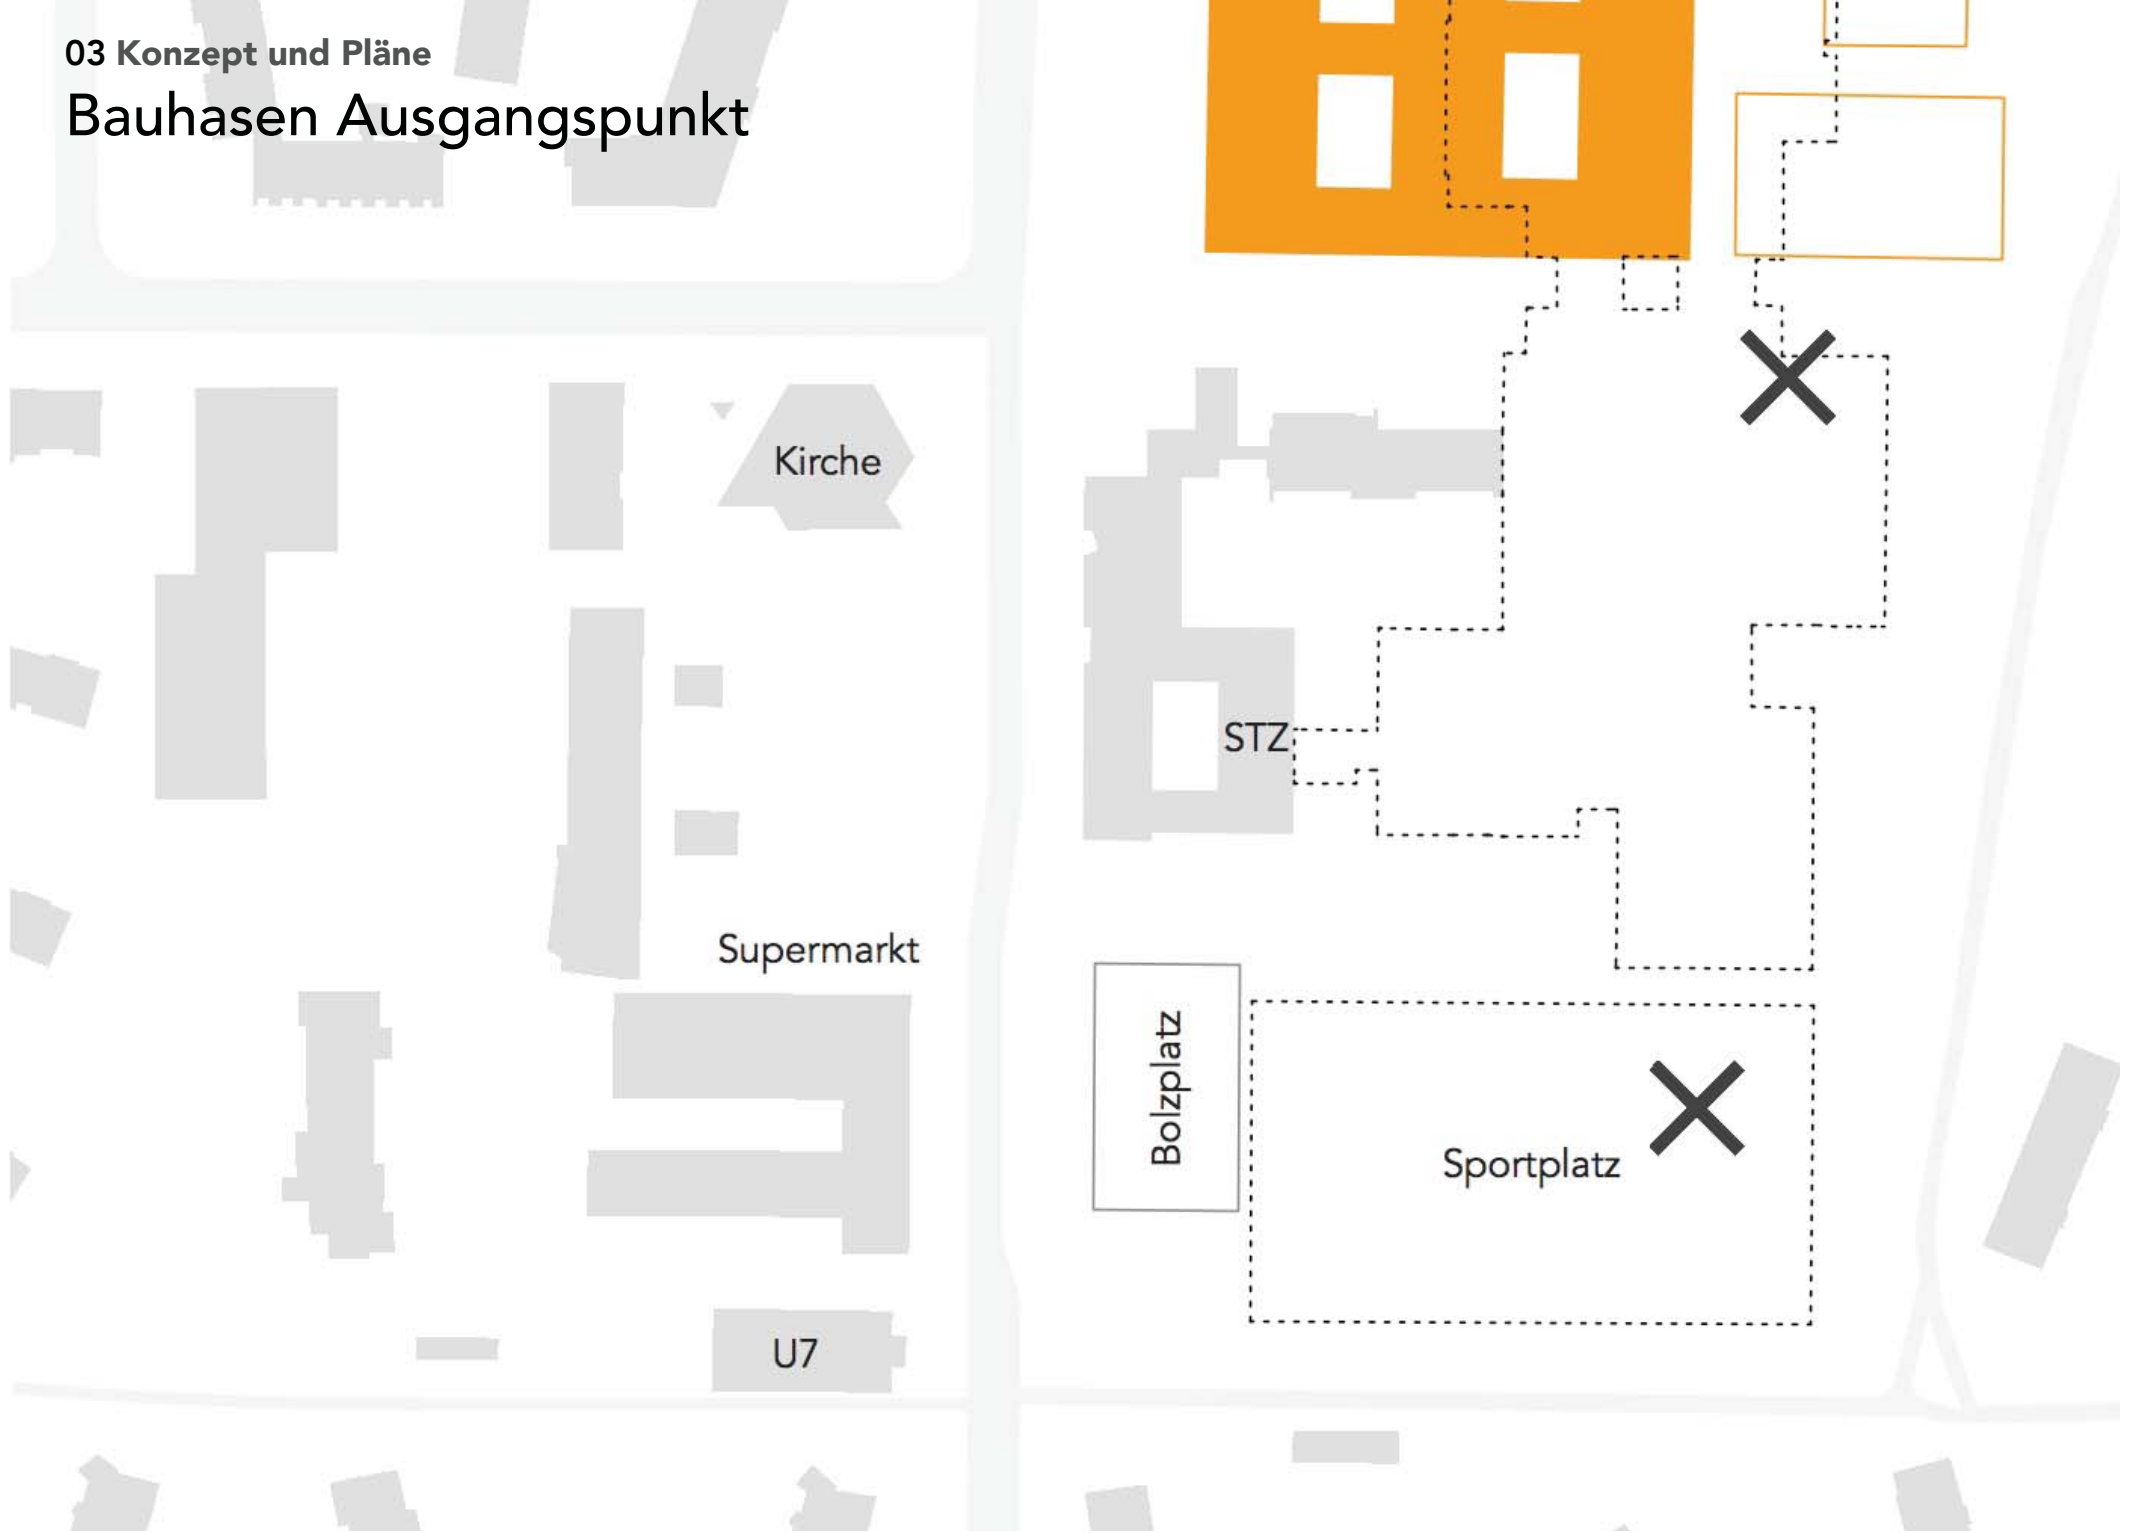 03 Konzept und Pläne
Bauhasen Ausgangspunkt
Kirche
STZ
Supermarkt
Bolzplatz
Sportplatz
U7